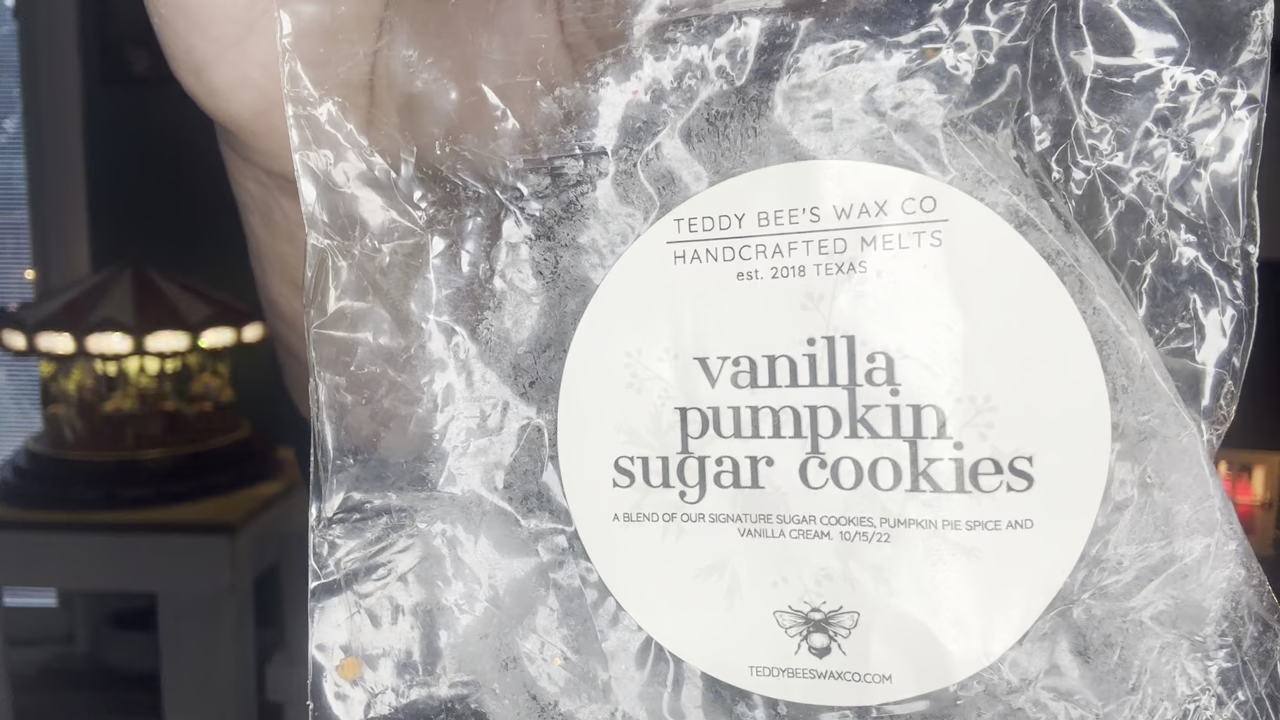 TEDDY BEE'S WAX CO
HANDCRAFTED MELTS
est. 2018 TEXAS
vanilla
pumpkin
sugar cookies
A BLEND OF OUR SIGNATURE SUGAR COOKIES, PUMPKIN PIE SPICE AND
VANILLA CREAM. 10/15/22
TEDDYBEESWAXCO.COM